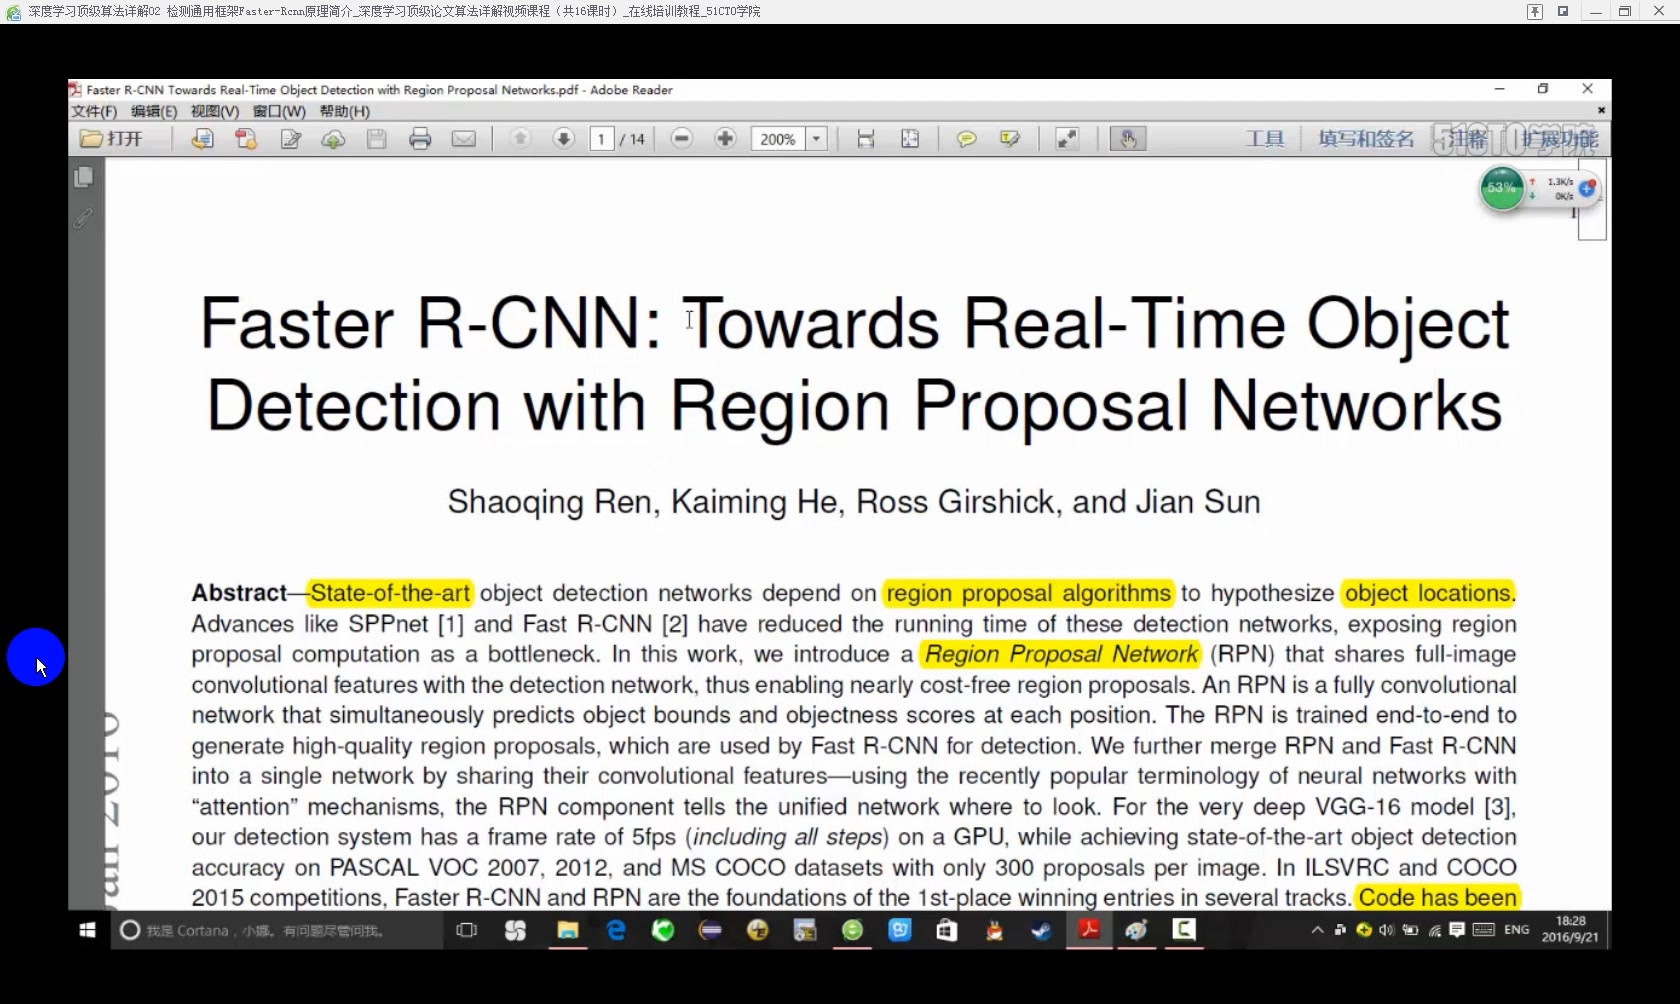 深度学习顶级算法详解02 检测通用框架Faster-Rcnn原理简介_深度学习顶级论文算法详解视频课程（共16课时）_在线培训教程_51CTO学院
Faster R-CNN Towards Real-Time Object Detection with Region Proposal Networks.pdf - Adobe Reader
文件(F) 编辑(E) 视图(V) 窗口(W) 帮助(H)
打开 1 / 14 200% 工具 填写和签名 注释 扩展功能
51CTO学院
53% 1.3K/s
0K/s
1
Faster R-CNN: Towards Real-Time Object
Detection with Region Proposal Networks
Shaoqing Ren, Kaiming He, Ross Girshick, and Jian Sun
Abstract—State-of-the-art object detection networks depend on region proposal algorithms to hypothesize object locations.
Advances like SPPnet [1] and Fast R-CNN [2] have reduced the running time of these detection networks, exposing region
proposal computation as a bottleneck. In this work, we introduce a Region Proposal Network (RPN) that shares full-image
convolutional features with the detection network, thus enabling nearly cost-free region proposals. An RPN is a fully convolutional
network that simultaneously predicts object bounds and objectness scores at each position. The RPN is trained end-to-end to
generate high-quality region proposals, which are used by Fast R-CNN for detection. We further merge RPN and Fast R-CNN
into a single network by sharing their convolutional features—using the recently popular terminology of neural networks with
“attention” mechanisms, the RPN component tells the unified network where to look. For the very deep VGG-16 model [3],
our detection system has a frame rate of 5fps (including all steps) on a GPU, while achieving state-of-the-art object detection
accuracy on PASCAL VOC 2007, 2012, and MS COCO datasets with only 300 proposals per image. In ILSVRC and COCO
2015 competitions, Faster R-CNN and RPN are the foundations of the 1st-place winning entries in several tracks. Code has been
我是 Cortana，小娜。有问题尽管问我。
ENG
18:28
2016/9/21